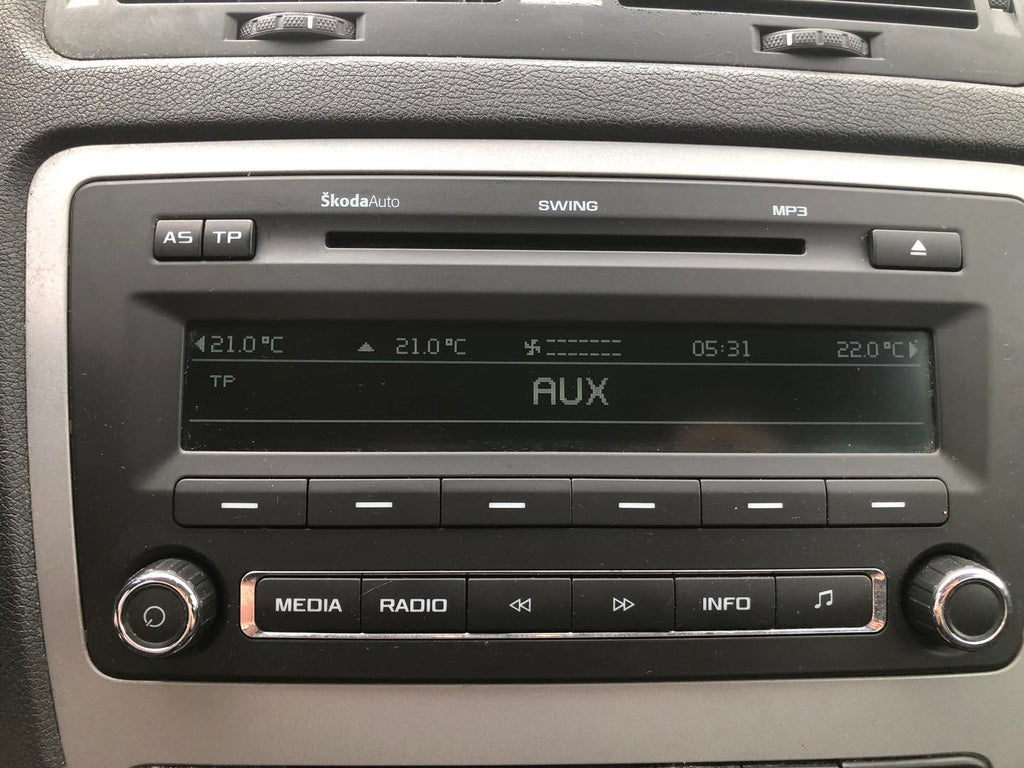 ŠkodaAuto SWING MP3
AS TP
21.0°C 21.0°C 05:31 22.0°C
TP
AUX
MEDIA RADIO INFO